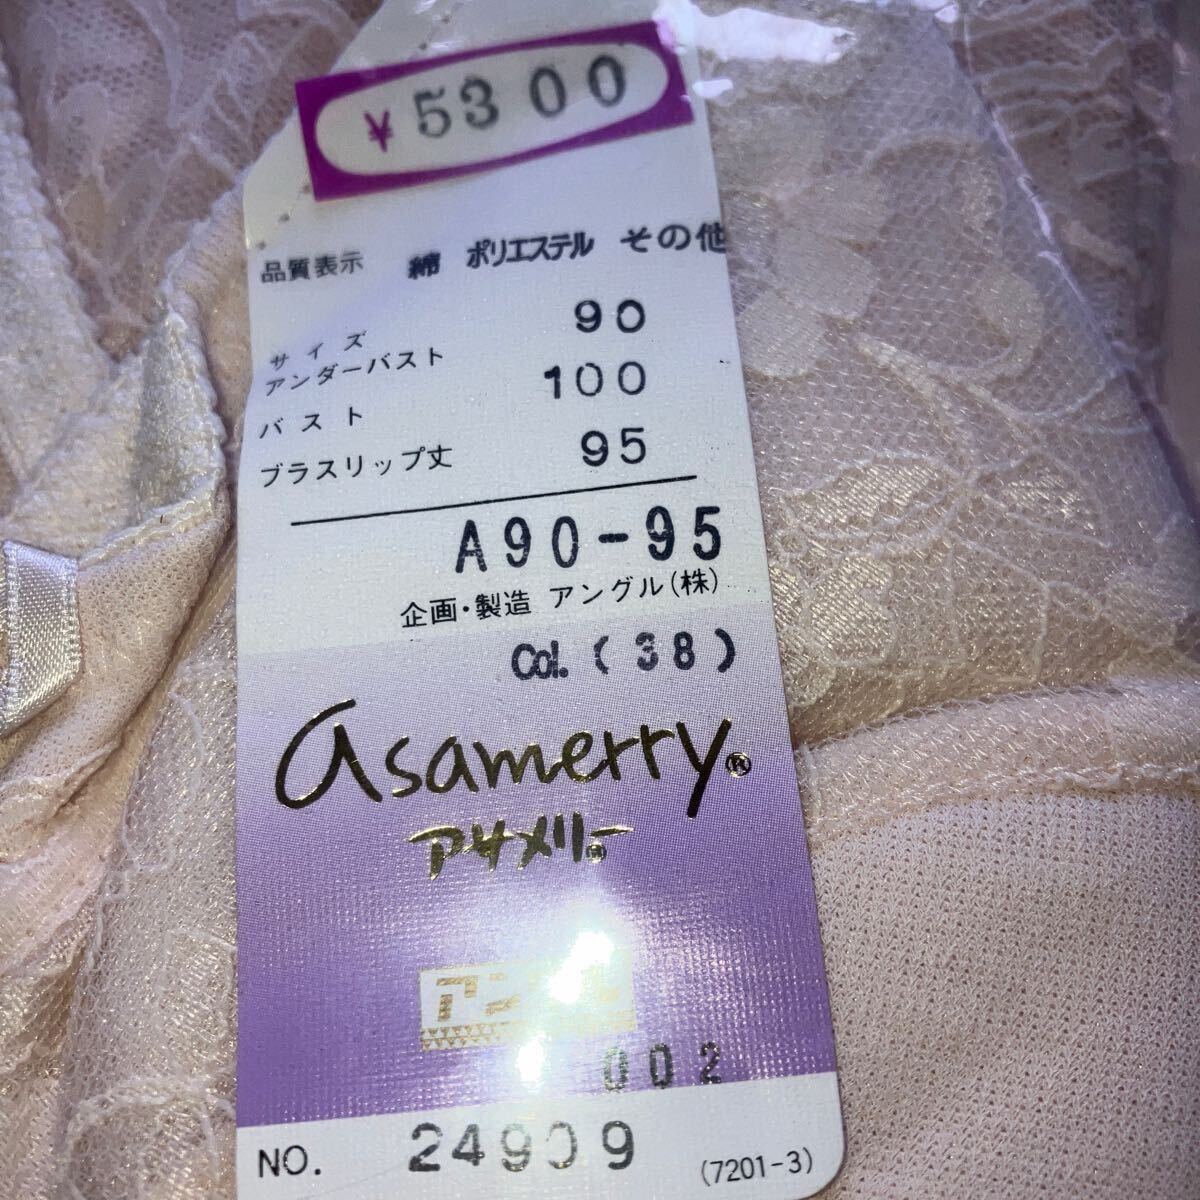 ¥5300
品質表示 綿 ポリエステル その他
サイズ
アンダーバスト 90
バスト 100
ブラスリップ丈 95
A90-95
企画・製造 アングル(株)
Col. (38)
asamerry®
アサメリー®
002
NO. 24909 (7201-3)